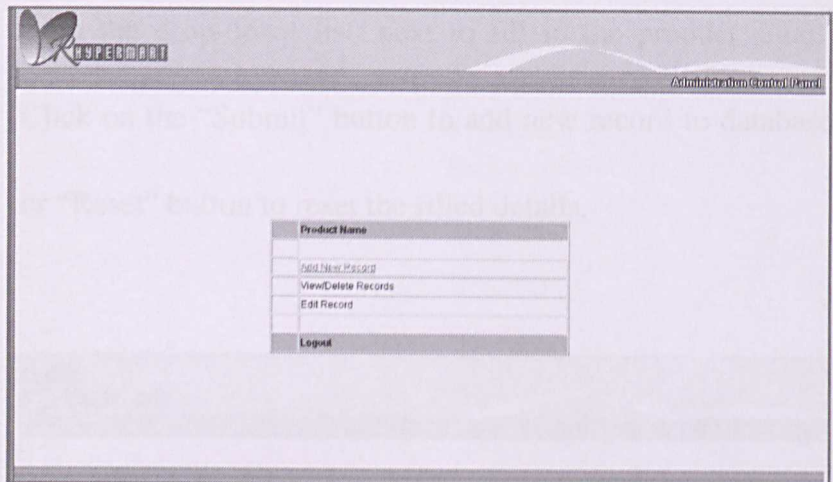 Administration Control Panel
Click on the "Submit" button to add new record to database
or "Reset" button to reset the filled details.
Product Name
Add New Record
View/Delete Records
Edit Record
Logout